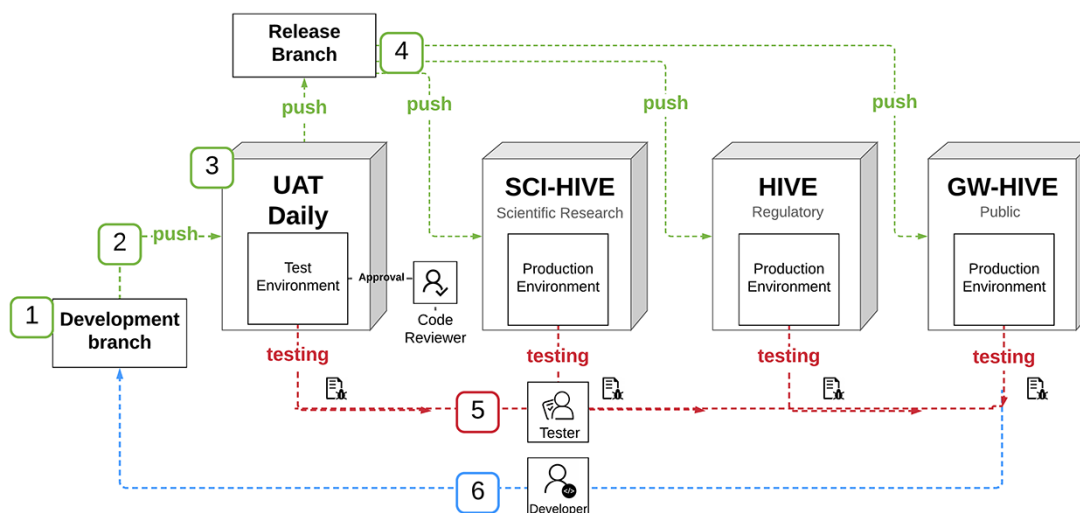 Release
Branch
4
push
push
push
push
3
UAT
Daily
SCI-HIVE
Scientific Research
HIVE
Regulatory
GW-HIVE
Public
2
push
Test
Environment
Approval
Code
Reviewer
Production
Environment
Production
Environment
Production
Environment
1
Development
branch
testing
testing
testing
testing
5
Tester
6
Developer